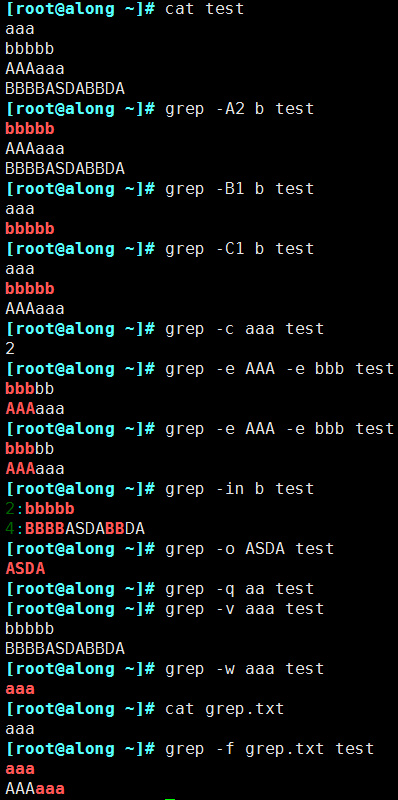 [root@along ~]# cat test
aaa
bbbbb
AAAaaa
BBBBASDABBDA
[root@along ~]# grep -A2 b test
bbbbb
AAAaaa
BBBBASDABBDA
[root@along ~]# grep -B1 b test
aaa
bbbbb
[root@along ~]# grep -C1 b test
aaa
bbbbb
AAAaaa
[root@along ~]# grep -c aaa test
2
[root@along ~]# grep -e AAA -e bbb test
bbbbb
AAAaaa
[root@along ~]# grep -e AAA -e bbb test
bbbbb
AAAaaa
[root@along ~]# grep -in b test
2:bbbbb
4:BBBBASDABBDA
[root@along ~]# grep -o ASDA test
ASDA
[root@along ~]# grep -q aa test
[root@along ~]# grep -v aaa test
bbbbb
BBBBASDABBDA
[root@along ~]# grep -w aaa test
aaa
[root@along ~]# cat grep.txt
aaa
[root@along ~]# grep -f grep.txt test
aaa
AAAaaa